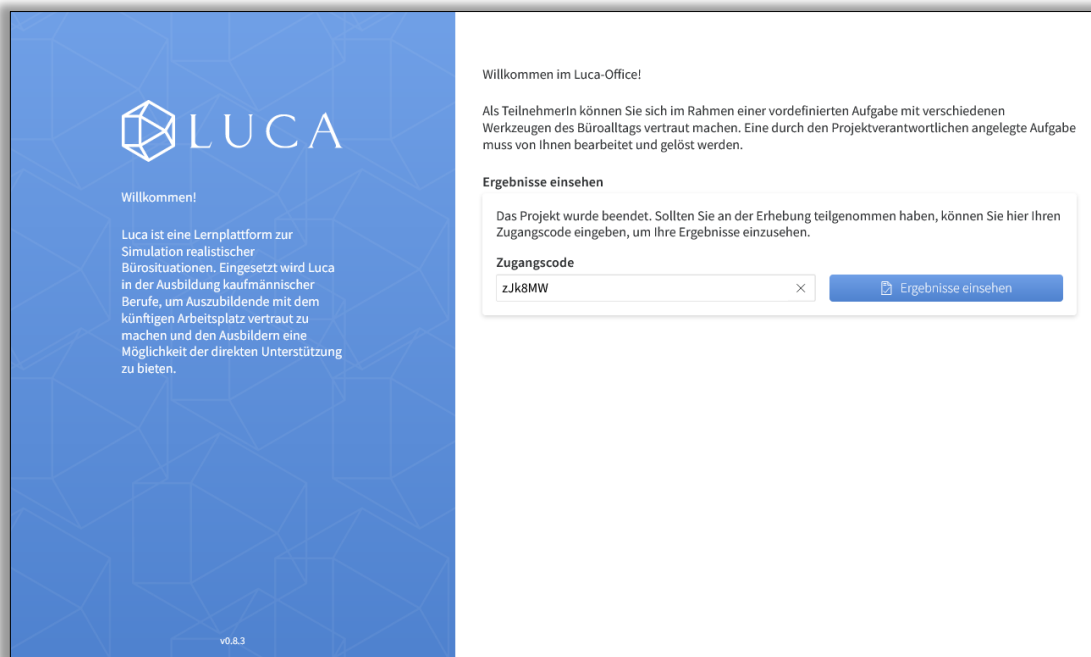 LUCA
Willkommen!
Luca ist eine Lernplattform zur
Simulation realistischer
Bürosituationen. Eingesetzt wird Luca
in der Ausbildung kaufmännischer
Berufe, um Auszubildende mit dem
künftigen Arbeitsplatz vertraut zu
machen und den Ausbildern eine
Möglichkeit der direkten Unterstützung
zu bieten.
v0.8.3
Willkommen im Luca-Office!
Als TeilnehmerIn können Sie sich im Rahmen einer vordefinierten Aufgabe mit verschiedenen
Werkzeugen des Büroalltags vertraut machen. Eine durch den Projektverantwortlichen angelegte Aufgabe
muss von Ihnen bearbeitet und gelöst werden.
Ergebnisse einsehen
Das Projekt wurde beendet. Sollten Sie an der Erhebung teilgenommen haben, können Sie hier Ihren
Zugangscode eingeben, um Ihre Ergebnisse einzusehen.
Zugangscode
zJk8MW
Ergebnisse einsehen